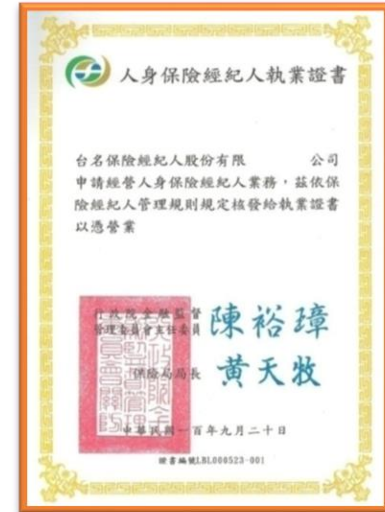 人身保險經紀人執業證書
台名保險經紀人股份有限 公司
申請經營人身保險經紀人業務,茲依保
險經紀人管理規則規定核發給執業證書
以憑營業
行政院金融監督
管理委員會主任委員 陳裕璋
保險局局長 黃天牧
中華民國一百年九月二十日
證書編號LBL000523-001